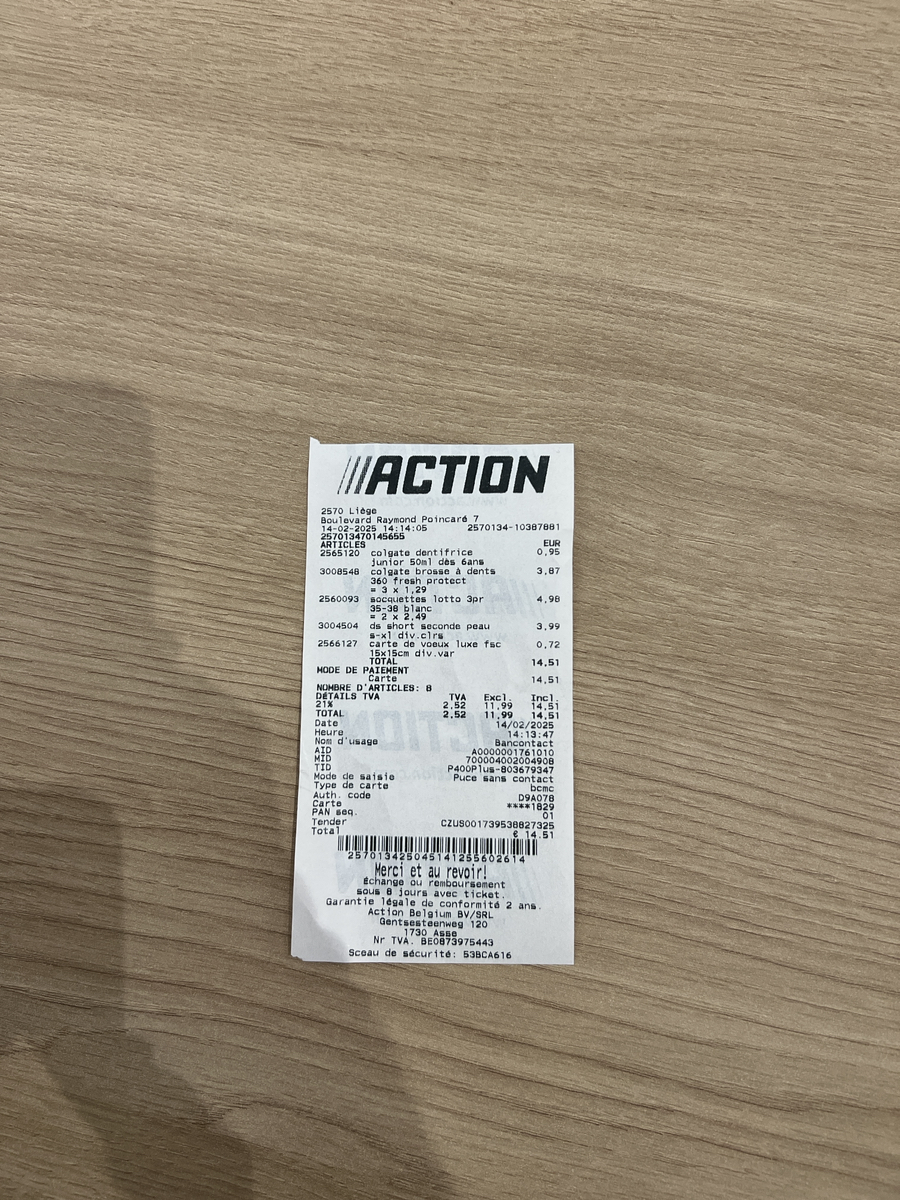 ///ACTION
2570 Liège
Boulevard Raymond Poincaré 7
14-02-2025 14:14:05 2570134-10387881
257013470145655
ARTICLES EUR
2565120 colgate dentifrice 0,95
junior 50ml dès 6ans
3008548 colgate brosse à dents 3,87
360 fresh protect
= 3 x 1,29
2560093 socquettes lotto 3pr 4,98
35-38 blanc
= 2 x 2,49
3004504 ds short seconde peau 3,99
s-xl div.clrs
2566127 carte de voeux luxe fsc 0,72
15x15cm div.var
TOTAL 14,51
MODE DE PAIEMENT
Carte 14,51
NOMBRE D'ARTICLES: 8
DÉTAILS TVA TVA Excl. Incl.
21% 2,52 11,99 14,51
TOTAL 2,52 11,99 14,51
Date 14/02/2025
Heure 14:13:47
Nom d'usage Bancontact
AID A0000001761010
MID 700004002004908
TID P400Plus-803679347
Mode de saisie Puce sans contact
Type de carte bcmc
Auth. code D9A078
Carte ****1829
PAN seq. 01
Tender CZUS001739538827325
Total € 14.51
257013425045141255602614
Merci et au revoir!
Échange ou remboursement
sous 8 jours avec ticket.
Garantie légale de conformité 2 ans.
Action Belgium BV/SRL
Gentsesteenweg 120
1730 Asse
Nr TVA. BE0873975443
Sceau de sécurité: 53BCA616